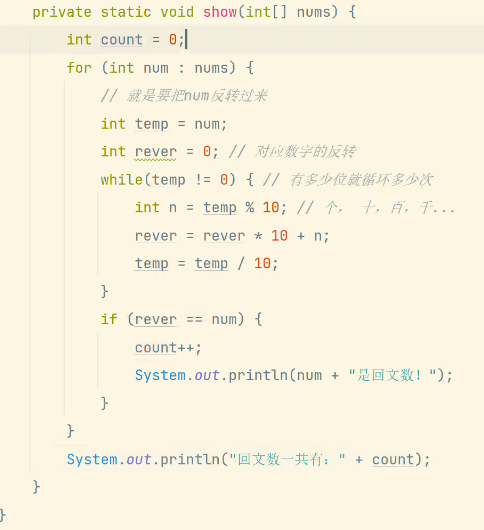 private static void show(int[] nums) {
int count = 0;
for (int num : nums) {
// 就是要把num反转过来
int temp = num;
int rever = 0; // 对应数字的反转
while(temp != 0) { // 有多少位就循环多少次
int n = temp % 10; // 个, 十,百,千...
rever = rever * 10 + n;
temp = temp / 10;
}
if (rever == num) {
count++;
System.out.println(num + "是回文数!");
}
}
System.out.println("回文数一共有:" + count);
}
}